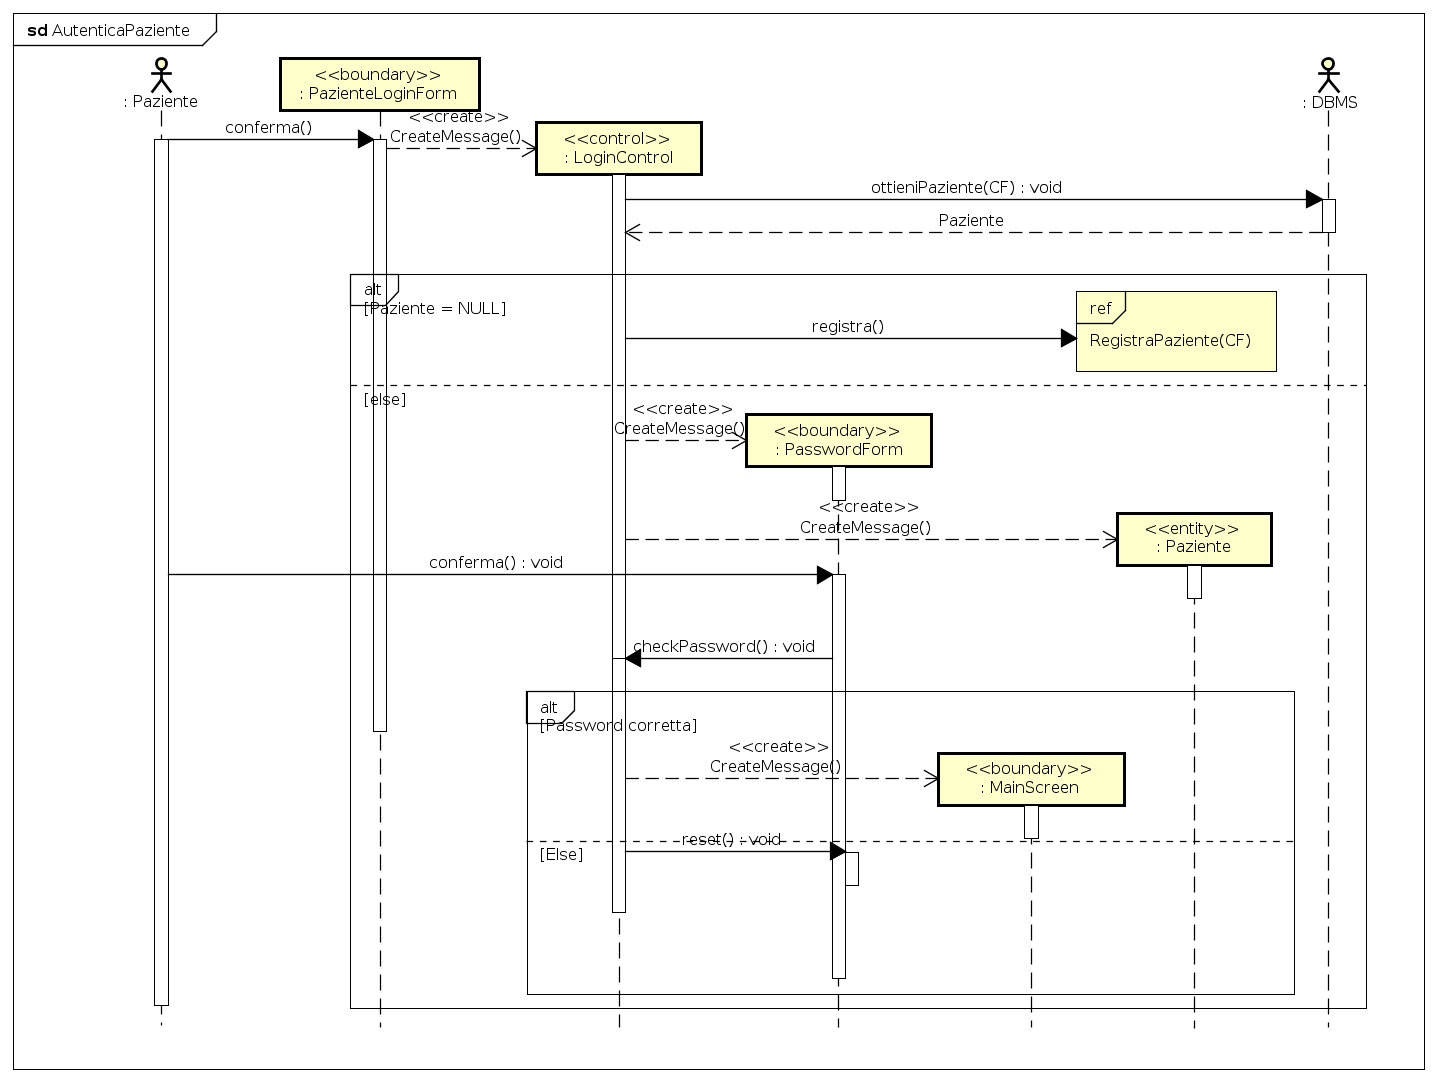 sd AutenticaPaziente
: Paziente
<<boundary>>
: PazienteLoginForm
: DBMS
conferma()
<<create>>
CreateMessage()
<<control>>
: LoginControl
ottieniPaziente(CF) : void
Paziente
alt
[Paziente = NULL]
ref
registra()
RegistraPaziente(CF)
[else]
<<create>>
CreateMessage()
<<boundary>>
: PasswordForm
<<create>>
CreateMessage()
<<entity>>
: Paziente
conferma() : void
checkPassword() : void
alt
[Password corretta]
<<create>>
CreateMessage()
<<boundary>>
: MainScreen
reset() : void
[Else]